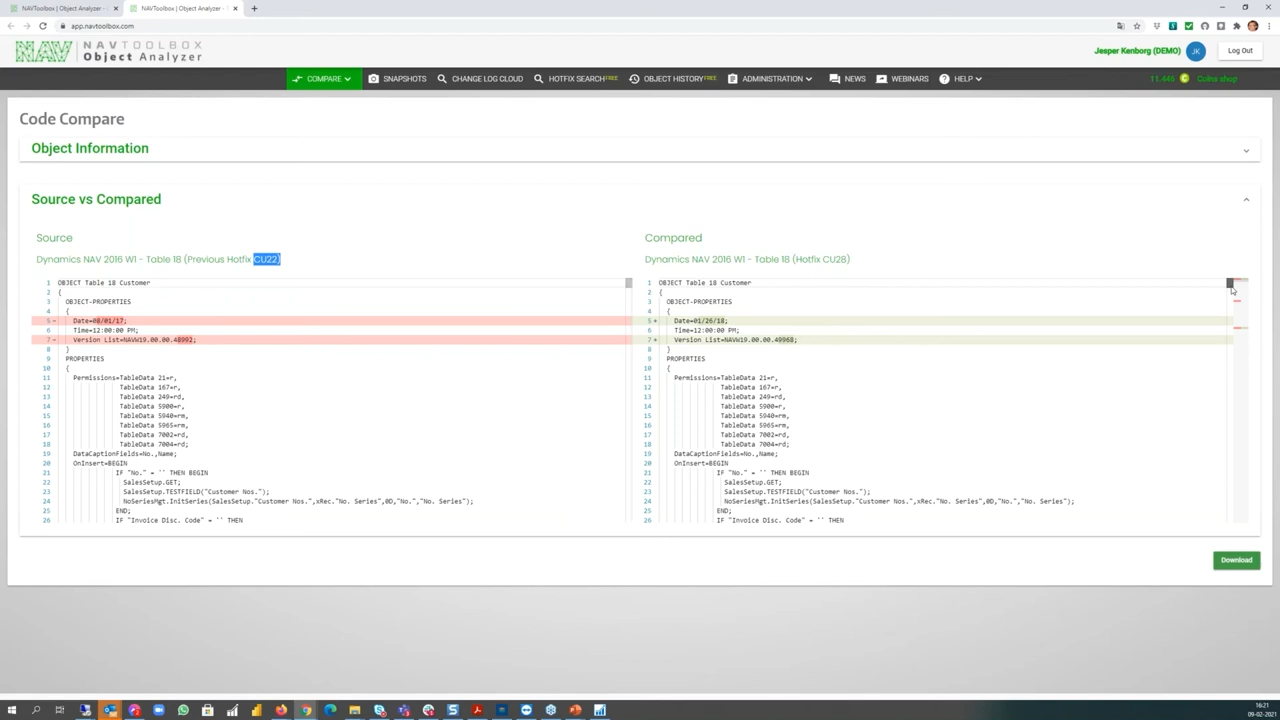 NAVToolbox | Object Analyzer -
NAVToolbox | Object Analyzer -
app.navtoolbox.com
NAV NAVTOOLBOX
Object Analyzer
Jesper Kenborg (DEMO) JK Log Out
COMPARE SNAPSHOTS CHANGE LOG CLOUD HOTFIX SEARCH FREE OBJECT HISTORY FREE ADMINISTRATION NEWS WEBINARS HELP 11.446 C Coins shop
Code Compare
Object Information
Source vs Compared
Source
Dynamics NAV 2016 W1 - Table 18 (Previous Hotfix CU22)
1 OBJECT Table 18 Customer
2 {
3 OBJECT-PROPERTIES
4 {
5 - Date=08/01/17;
6 Time=12:00:00 PM;
7 - Version List=NAVW19.00.00.48992;
8 }
9 PROPERTIES
10 {
11 Permissions=TableData 21=r,
12 TableData 167=r,
13 TableData 249=rd,
14 TableData 5900=r,
15 TableData 5940=rm,
16 TableData 5965=rm,
17 TableData 7002=rd,
18 TableData 7004=rd;
19 DataCaptionFields=No.,Name;
20 OnInsert=BEGIN
21 IF "No." = '' THEN BEGIN
22 SalesSetup.GET;
23 SalesSetup.TESTFIELD("Customer Nos.");
24 NoSeriesMgt.InitSeries(SalesSetup."Customer Nos.",xRec."No. Series",0D,"No.","No. Series");
25 END;
26 IF "Invoice Disc. Code" = '' THEN
Compared
Dynamics NAV 2016 W1 - Table 18 (Hotfix CU28)
1 OBJECT Table 18 Customer
2 {
3 OBJECT-PROPERTIES
4 {
5 + Date=01/26/18;
6 Time=12:00:00 PM;
7 + Version List=NAVW19.00.00.49968;
8 }
9 PROPERTIES
10 {
11 Permissions=TableData 21=r,
12 TableData 167=r,
13 TableData 249=rd,
14 TableData 5900=r,
15 TableData 5940=rm,
16 TableData 5965=rm,
17 TableData 7002=rd,
18 TableData 7004=rd;
19 DataCaptionFields=No.,Name;
20 OnInsert=BEGIN
21 IF "No." = '' THEN BEGIN
22 SalesSetup.GET;
23 SalesSetup.TESTFIELD("Customer Nos.");
24 NoSeriesMgt.InitSeries(SalesSetup."Customer Nos.",xRec."No. Series",0D,"No.","No. Series");
25 END;
26 IF "Invoice Disc. Code" = '' THEN
Download
16:21
09-02-2021